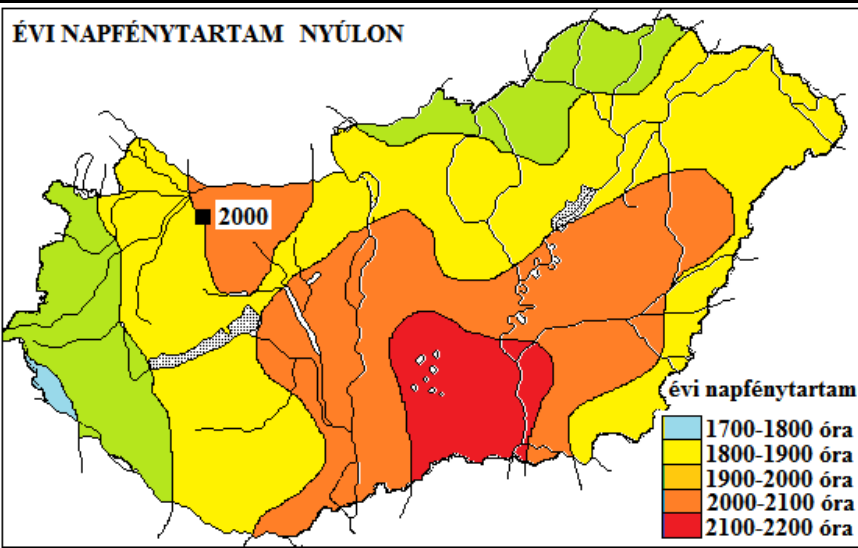 ÉVI NAPFÉNYTARTAM NYÚLON
2000
évi napfénytartam
1700-1800 óra
1800-1900 óra
1900-2000 óra
2000-2100 óra
2100-2200 óra